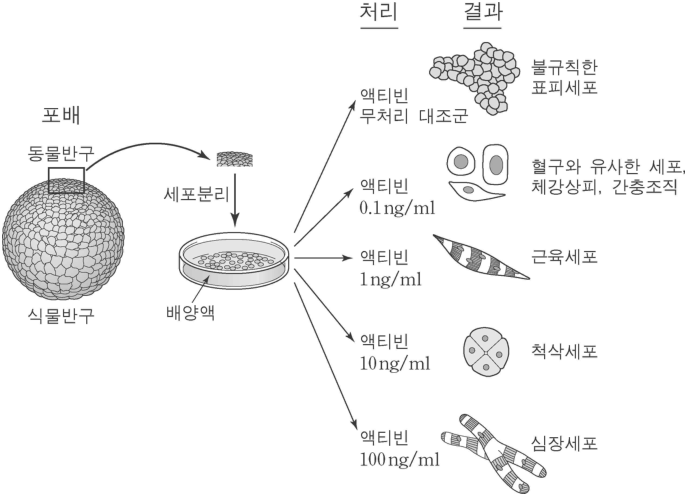 처리
결과
포배
동물반구
식물반구
세포분리
배양액
액티빈
무처리 대조군
불규칙한
표피세포
액티빈
0.1ng/ml
혈구와 유사한 세포,
체강상피, 간충조직
액티빈
1ng/ml
근육세포
액티빈
10ng/ml
척삭세포
액티빈
100ng/ml
심장세포